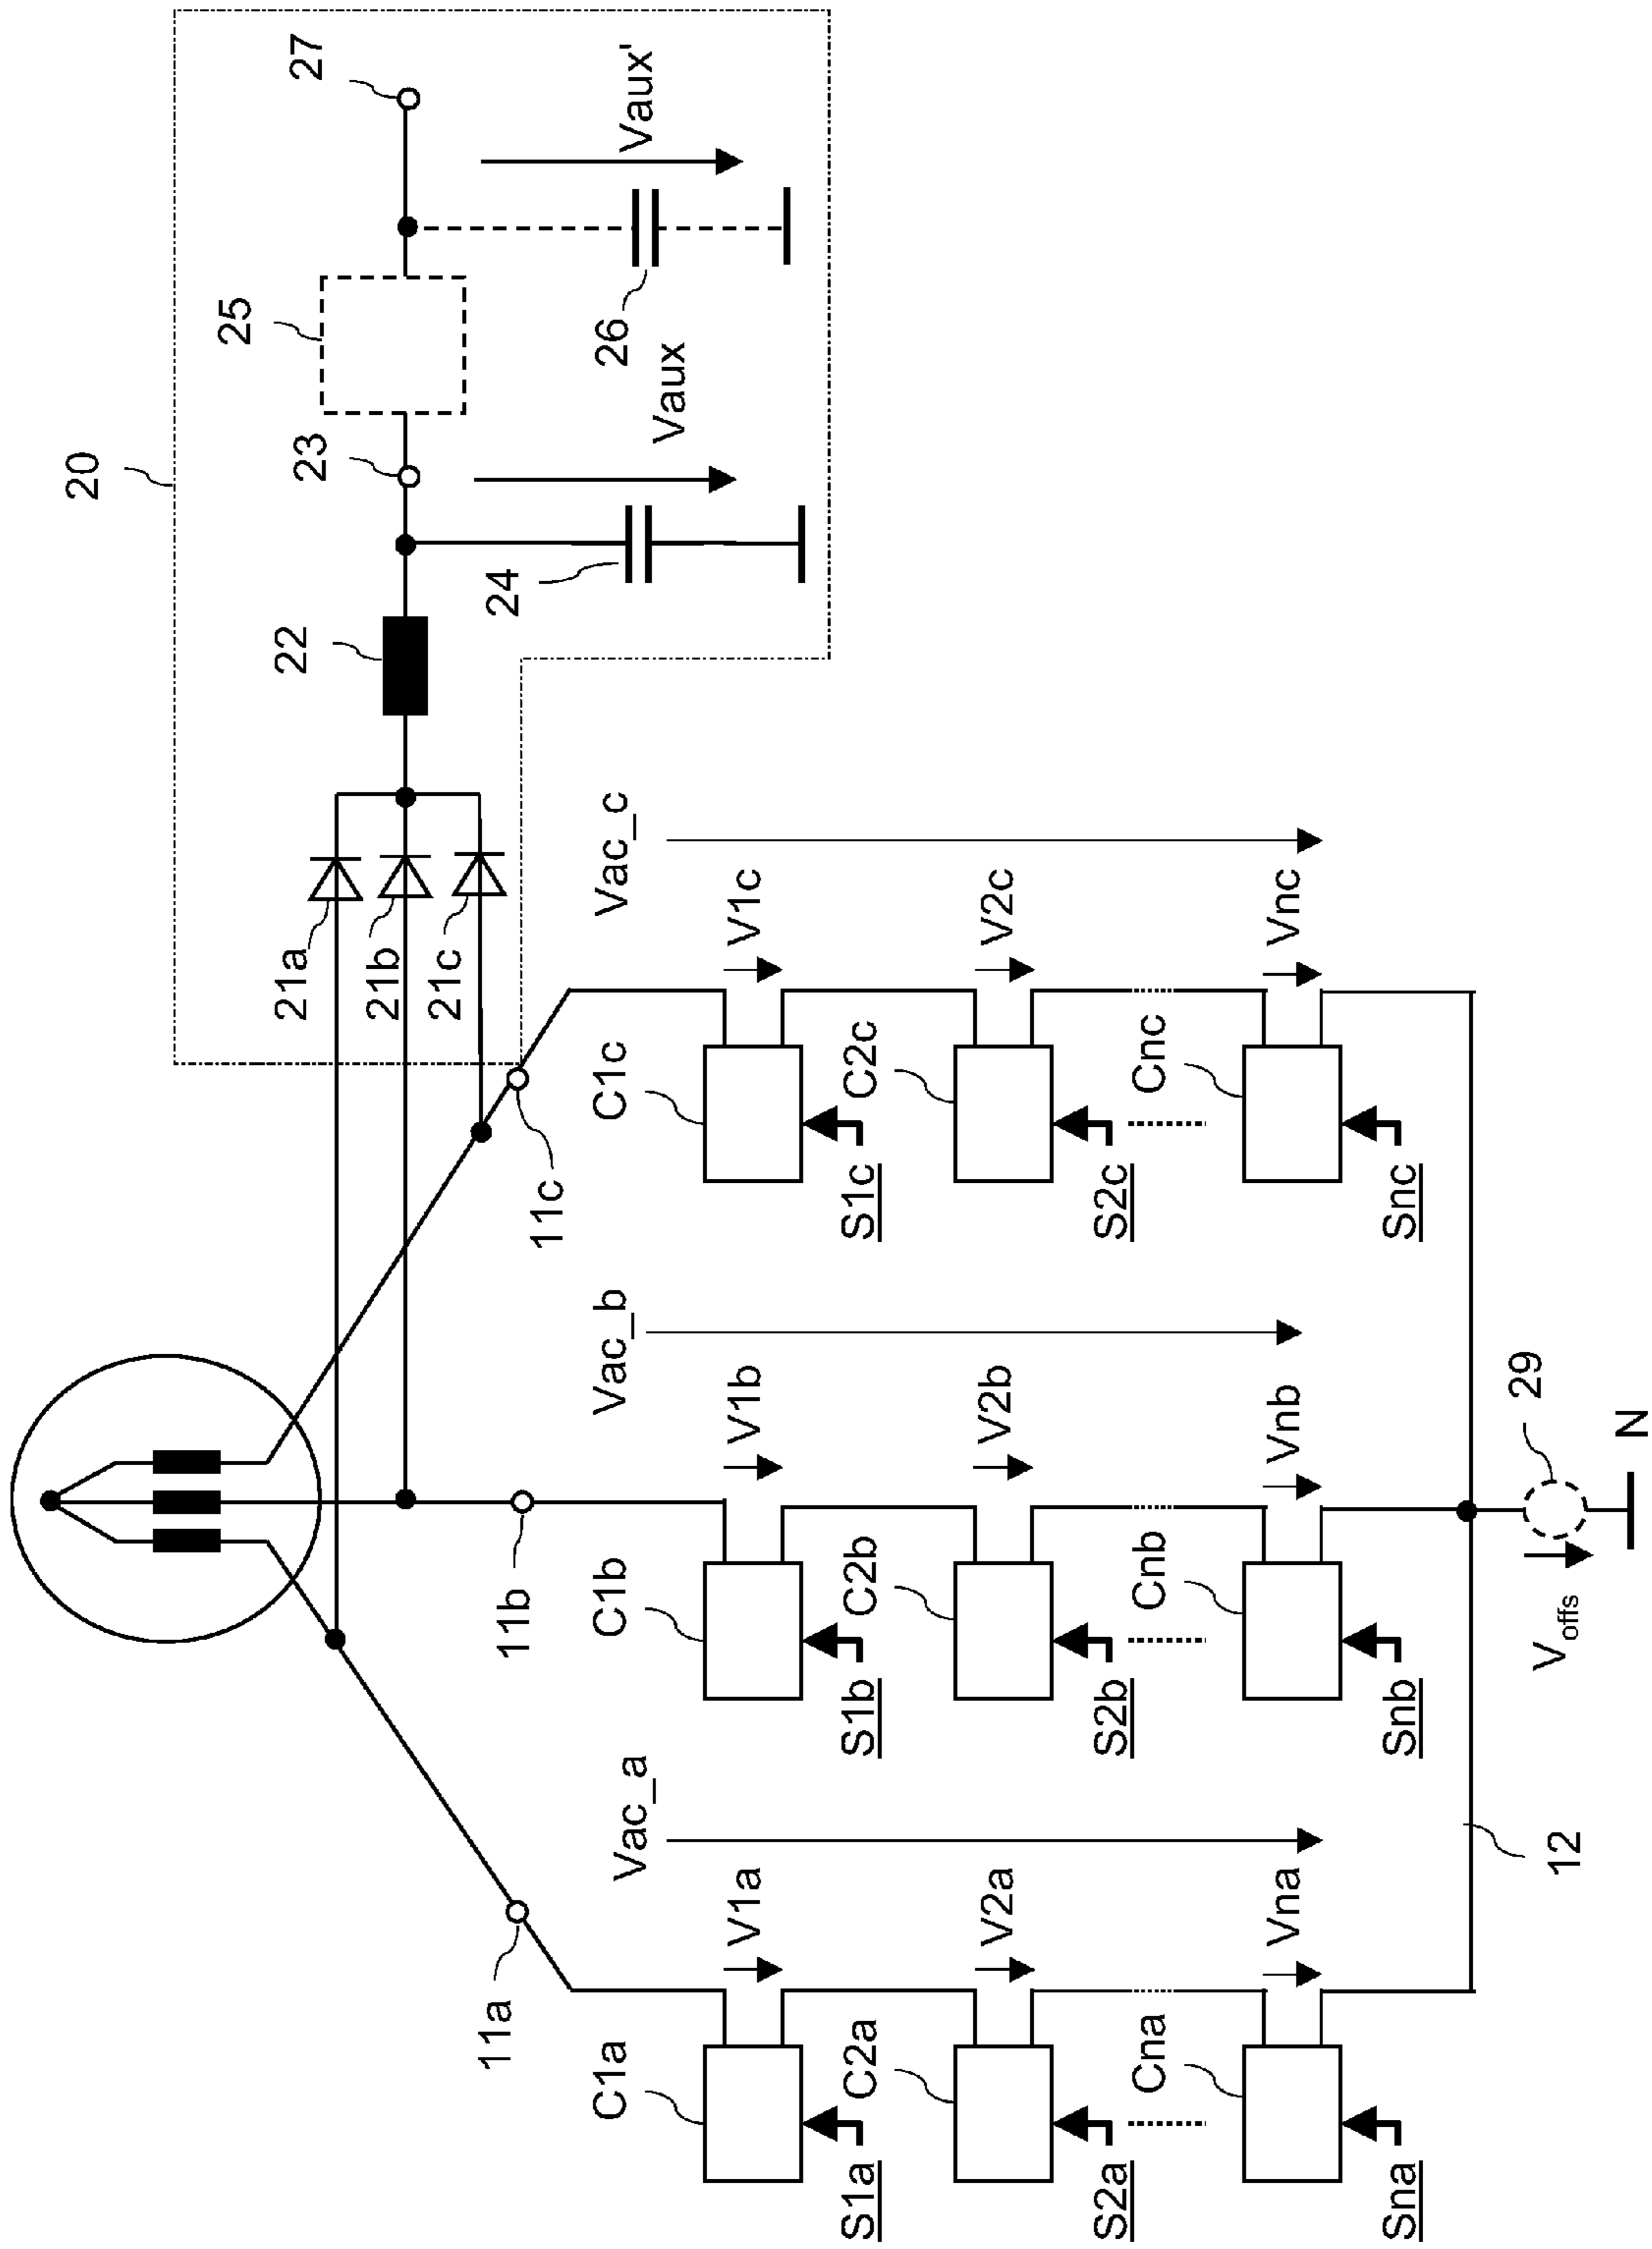 20
27
25
23
22
Vaux'
26
Vaux
24
21a
21b
21c
11a
11b
11c
Vac_a
Vac_b
Vac_c
C1a
V1a
C1b
V1b
C1c
V1c
S1a
S1b
S1c
C2a
V2a
C2b
V2b
C2c
V2c
S2a
S2b
S2c
Cna
Vna
Cnb
Vnb
Cnc
Vnc
Sna
Snb
Snc
12
Voffs
29
N